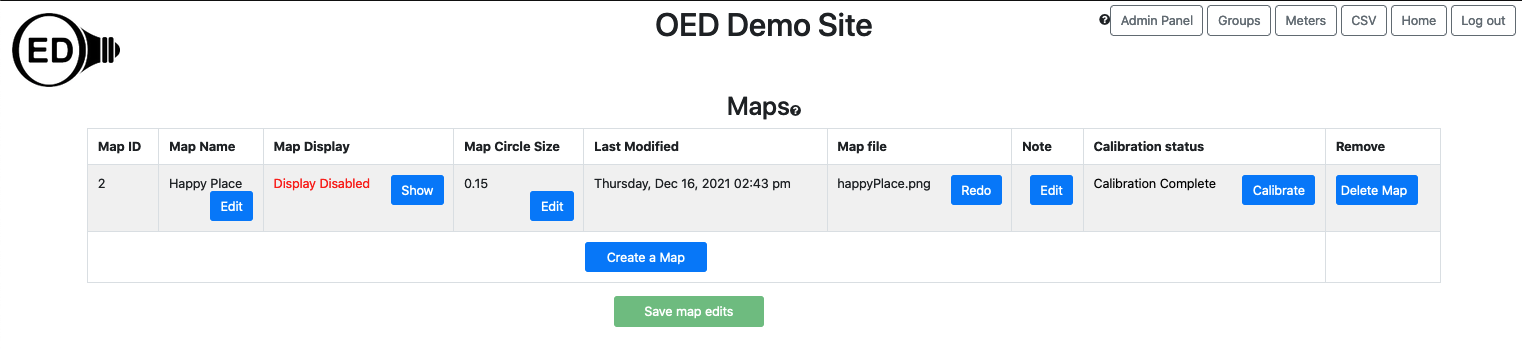 ED
OED Demo Site
? Admin Panel Groups Meters CSV Home Log out
Maps?
Map ID Map Name Map Display Map Circle Size Last Modified Map file Note Calibration status Remove
2 Happy Place Display Disabled Show 0.15 Thursday, Dec 16, 2021 02:43 pm happyPlace.png Redo Edit Calibration Complete Calibrate Delete Map
Edit Edit
Create a Map
Save map edits